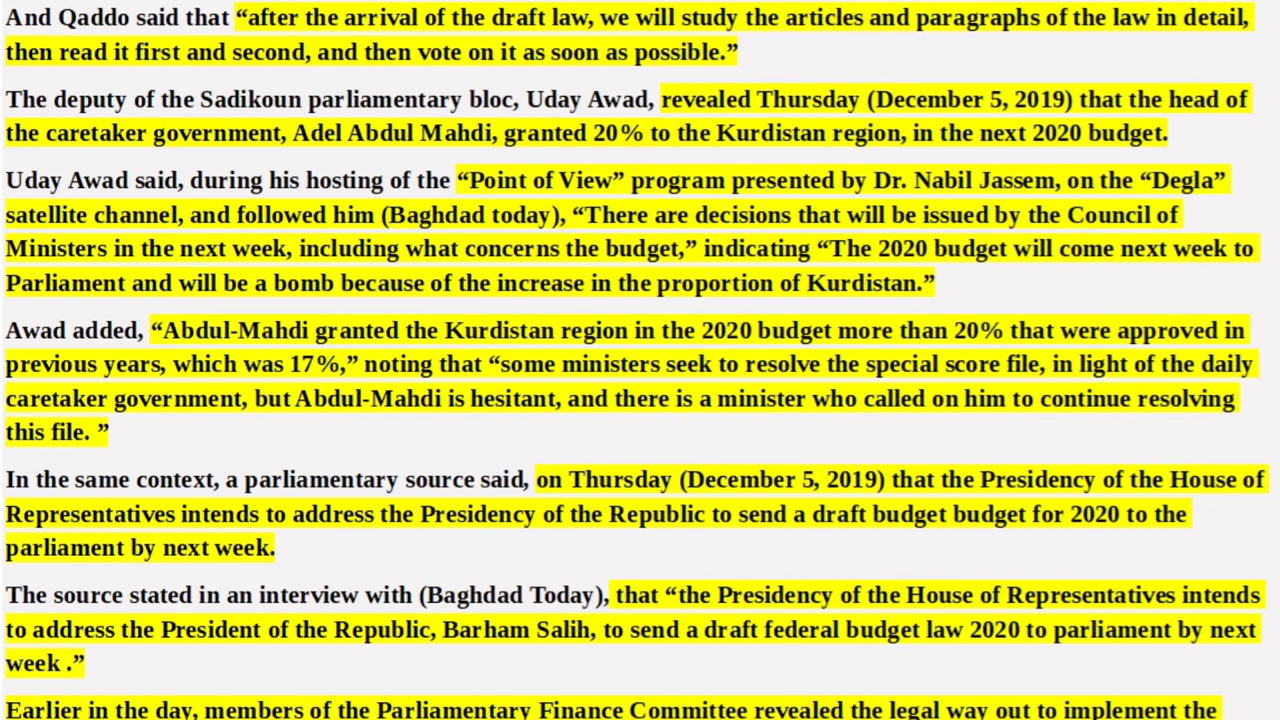 And Qaddo said that “after the arrival of the draft law, we will study the articles and paragraphs of the law in detail,
then read it first and second, and then vote on it as soon as possible.”
The deputy of the Sadikoun parliamentary bloc, Uday Awad, revealed Thursday (December 5, 2019) that the head of
the caretaker government, Adel Abdul Mahdi, granted 20% to the Kurdistan region, in the next 2020 budget.
Uday Awad said, during his hosting of the “Point of View” program presented by Dr. Nabil Jassem, on the “Degla”
satellite channel, and followed him (Baghdad today), “There are decisions that will be issued by the Council of
Ministers in the next week, including what concerns the budget,” indicating “The 2020 budget will come next week to
Parliament and will be a bomb because of the increase in the proportion of Kurdistan.”
Awad added, “Abdul-Mahdi granted the Kurdistan region in the 2020 budget more than 20% that were approved in
previous years, which was 17%,” noting that “some ministers seek to resolve the special score file, in light of the daily
caretaker government, but Abdul-Mahdi is hesitant, and there is a minister who called on him to continue resolving
this file. ”
In the same context, a parliamentary source said, on Thursday (December 5, 2019) that the Presidency of the House of
Representatives intends to address the Presidency of the Republic to send a draft budget budget for 2020 to the
parliament by next week.
The source stated in an interview with (Baghdad Today), that “the Presidency of the House of Representatives intends
to address the President of the Republic, Barham Salih, to send a draft federal budget law 2020 to parliament by next
week .”
Earlier in the day, members of the Parliamentary Finance Committee revealed the legal way out to implement the